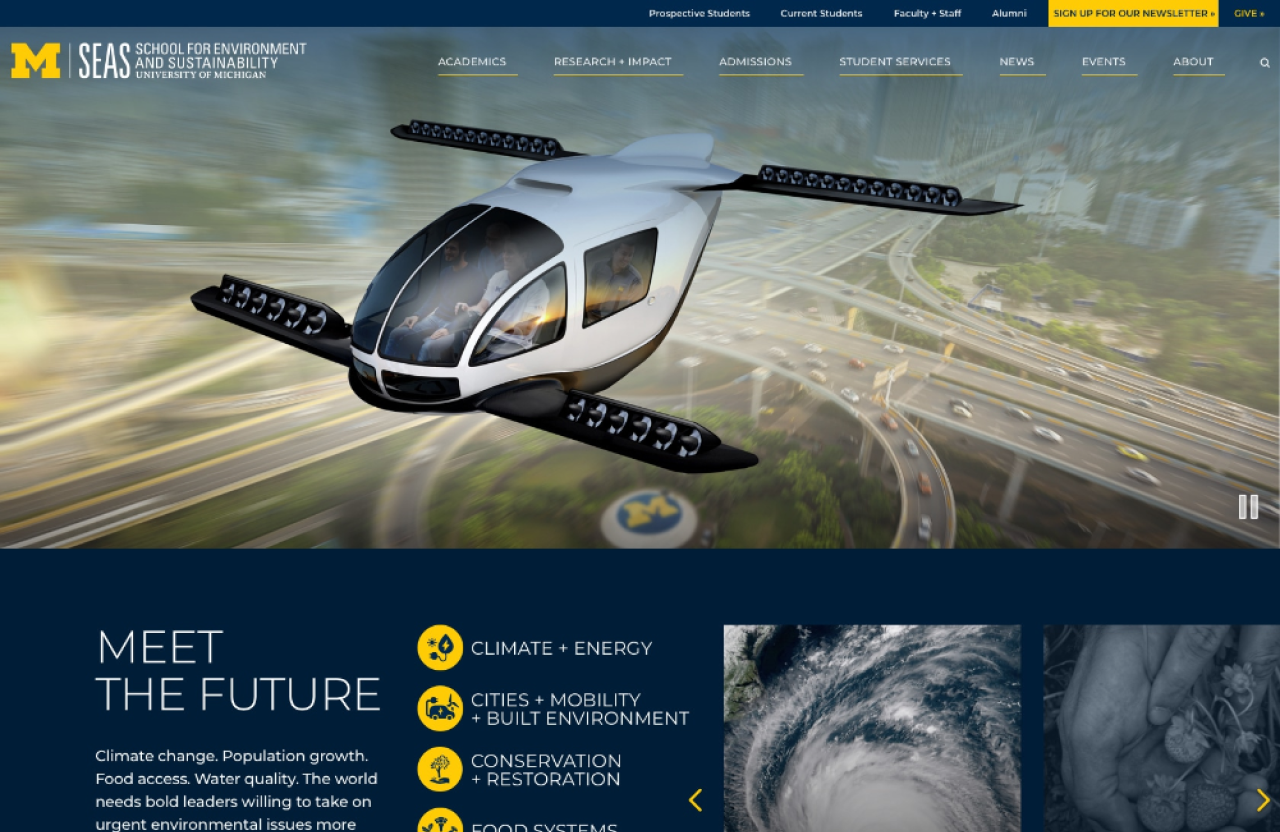 Prospective Students
Current Students
Faculty + Staff
Alumni
SIGN UP FOR OUR NEWSLETTER »
GIVE »
M
SEAS
SCHOOL FOR ENVIRONMENT
AND SUSTAINABILITY
UNIVERSITY OF MICHIGAN
ACADEMICS
RESEARCH + IMPACT
ADMISSIONS
STUDENT SERVICES
NEWS
EVENTS
ABOUT
M
MEET
THE FUTURE
Climate change. Population growth.
Food access. Water quality. The world
needs bold leaders willing to take on
urgent environmental issues more
CLIMATE + ENERGY
CITIES + MOBILITY
+ BUILT ENVIRONMENT
CONSERVATION
+ RESTORATION
FOOD SYSTEMS